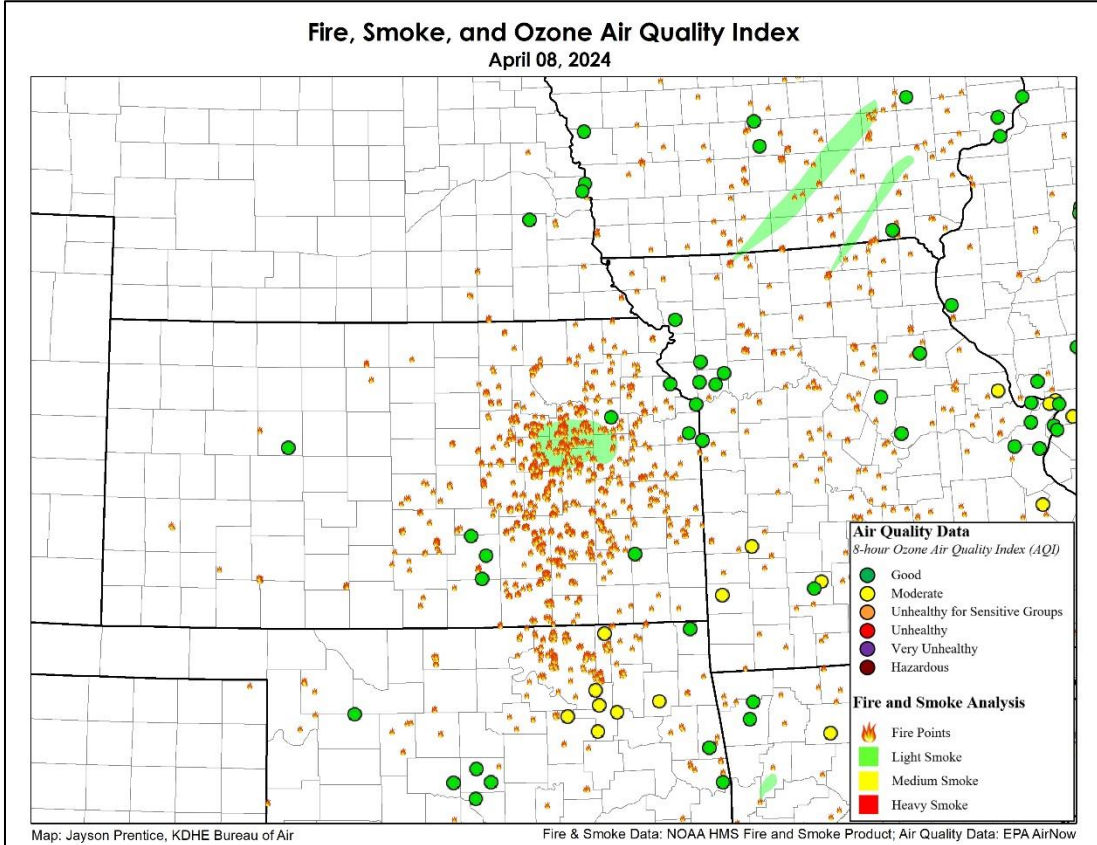 Fire, Smoke, and Ozone Air Quality Index
April 08, 2024
Air Quality Data
8-hour Ozone Air Quality Index (AQI)
Good
Moderate
Unhealthy for Sensitive Groups
Unhealthy
Very Unhealthy
Hazardous
Fire and Smoke Analysis
Fire Points
Light Smoke
Medium Smoke
Heavy Smoke
Map: Jayson Prentice, KDHE Bureau of Air
Fire & Smoke Data: NOAA HMS Fire and Smoke Product; Air Quality Data: EPA AirNow